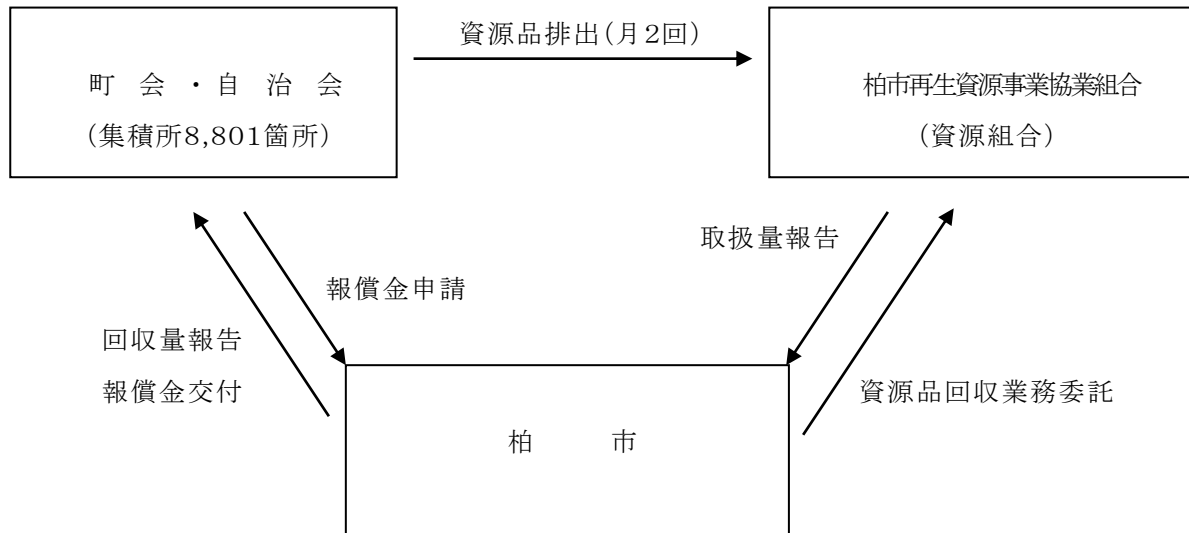 資源品排出(月2回)
町会・自治会
(集積所8,801箇所)
柏市再生資源事業協業組合
(資源組合)
取扱量報告
報償金申請
回収量報告
報償金交付
資源品回収業務委託
柏市